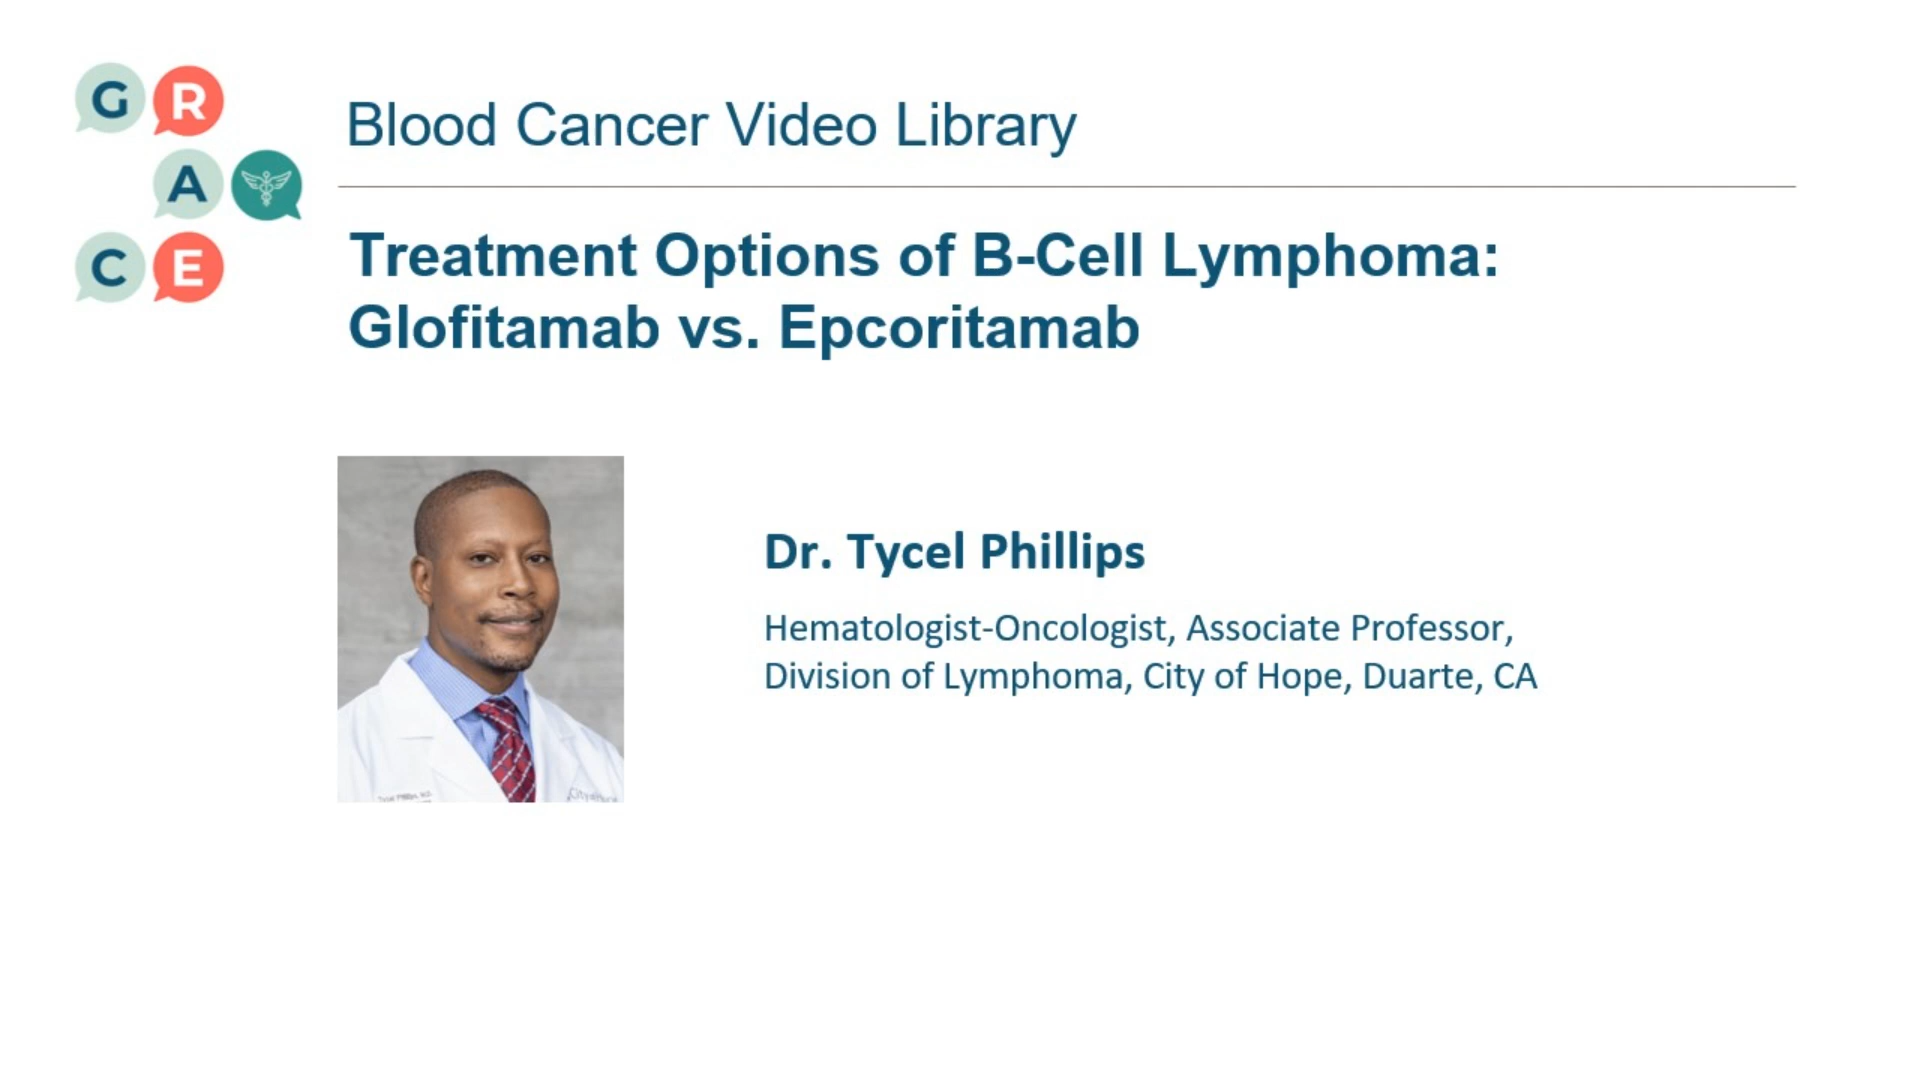 G R
A
C E
Blood Cancer Video Library
Treatment Options of B-Cell Lymphoma:
Glofitamab vs. Epcoritamab
Dr. Tycel Phillips
Hematologist-Oncologist, Associate Professor,
Division of Lymphoma, City of Hope, Duarte, CA